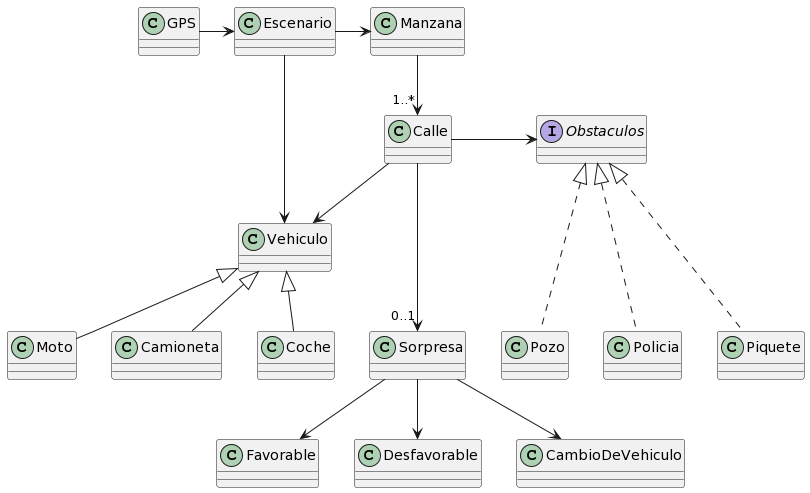 C GPS
C Escenario
C Manzana
1..*
C Calle
I Obstaculos
C Vehiculo
0..1
C Moto
C Camioneta
C Coche
C Sorpresa
C Pozo
C Policia
C Piquete
C Favorable
C Desfavorable
C CambioDeVehiculo